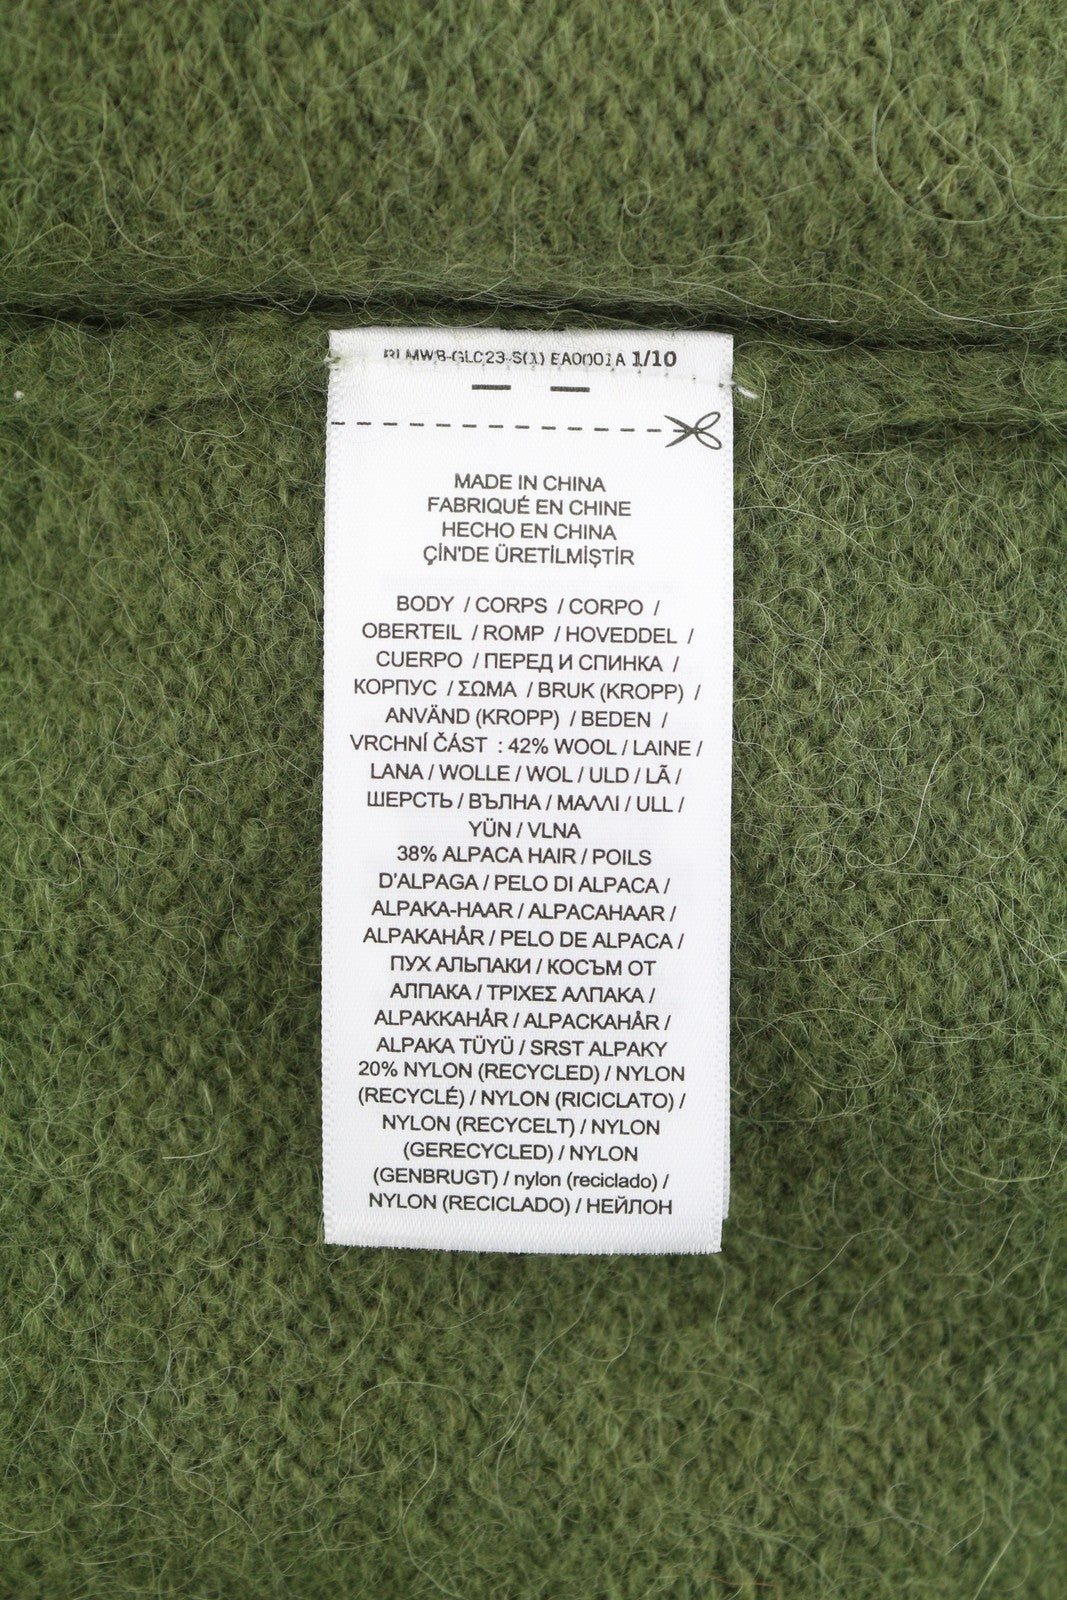 RLMWB-GLC23-S(1) EA0001A 1/10
MADE IN CHINA
FABRIQUÉ EN CHINE
HECHO EN CHINA
ÇİN'DE ÜRETİLMİŞTİR
BODY / CORPS / CORPO /
OBERTEIL / ROMP / HOVEDDEL /
CUERPO / ПЕРЕД И СПИНКА /
КОРПУС / ΣΩΜΑ / BRUK (KROPP) /
ANVÄND (KROPP) / BEDEN /
VRCHNÍ ČÁST : 42% WOOL / LAINE /
LANA / WOLLE / WOL / ULD / LÃ /
ШЕРСТЬ / ВЪЛНА / ΜΑΛΛΙ / ULL /
YÜN / VLNA
38% ALPACA HAIR / POILS
D'ALPAGA / PELO DI ALPACA /
ALPAKA-HAAR / ALPACAHAAR /
ALPAKAHÅR / PELO DE ALPACA /
ПУХ АЛЬПАКИ / КОСЪМ ОТ
АЛПАКА / ΤΡΙΧΕΣ ΑΛΠΑΚΑ /
ALPAKKAHÅR / ALPACKAHÅR /
ALPAKA TÜYÜ / SRST ALPAKY
20% NYLON (RECYCLED) / NYLON
(RECYCLÉ) / NYLON (RICICLATO) /
NYLON (RECYCELT) / NYLON
(GERECYCLED) / NYLON
(GENBRUGT) / nylon (reciclado) /
NYLON (RECICLADO) / НЕЙЛОН